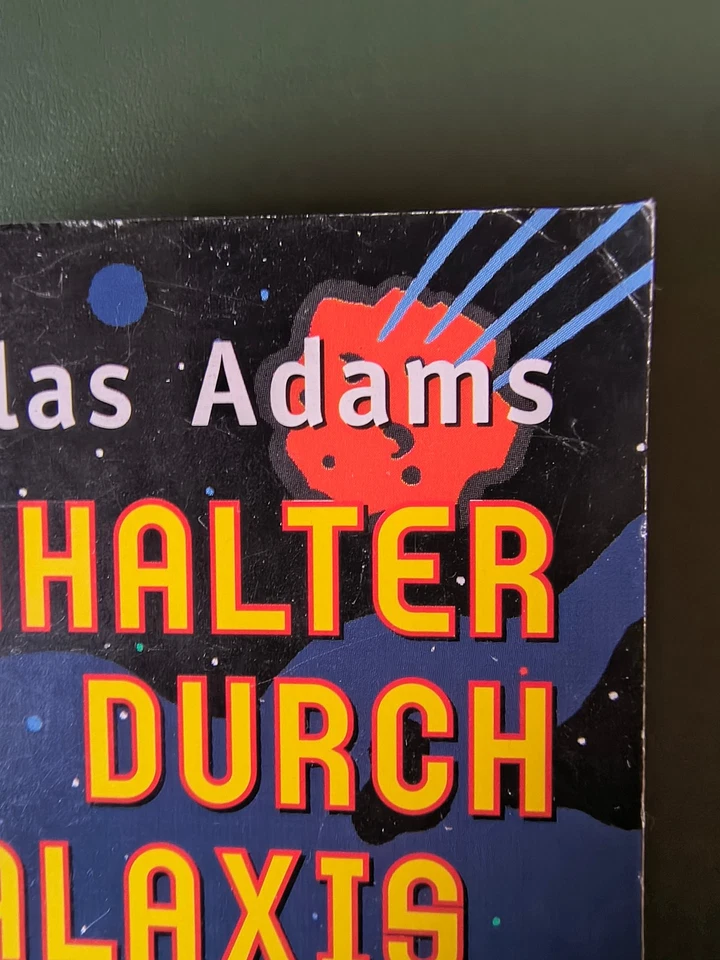 las Adams
HALTER
DURCH
ALAXIS